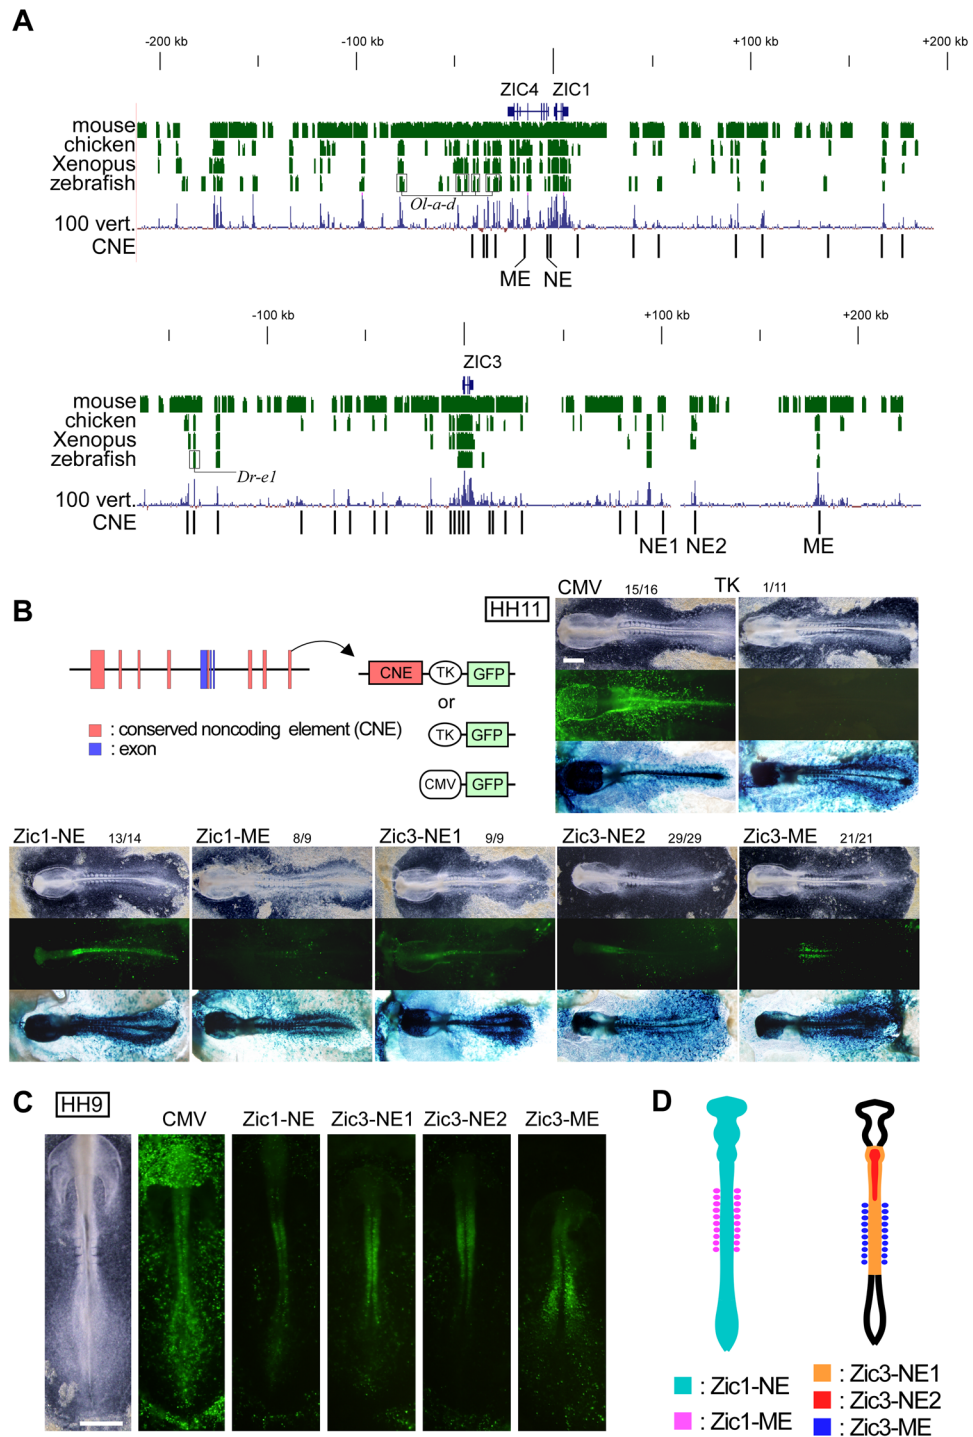 A
-200 kb -100 kb +100 kb +200 kb
ZIC4 ZIC1
mouse
chicken
Xenopus
zebrafish
Ol-a-d
100 vert.
CNE
ME NE
-100 kb +100 kb +200 kb
ZIC3
mouse
chicken
Xenopus
zebrafish
Dr-e1
100 vert.
CNE
NE1 NE2 ME
B
HH11
CMV 15/16 TK 1/11
CNE TK GFP
or
TK GFP
CMV GFP
: conserved noncoding element (CNE)
: exon
Zic1-NE 13/14 Zic1-ME 8/9 Zic3-NE1 9/9 Zic3-NE2 29/29 Zic3-ME 21/21
C
HH9
CMV Zic1-NE Zic3-NE1 Zic3-NE2 Zic3-ME
D
: Zic1-NE
: Zic1-ME
: Zic3-NE1
: Zic3-NE2
: Zic3-ME